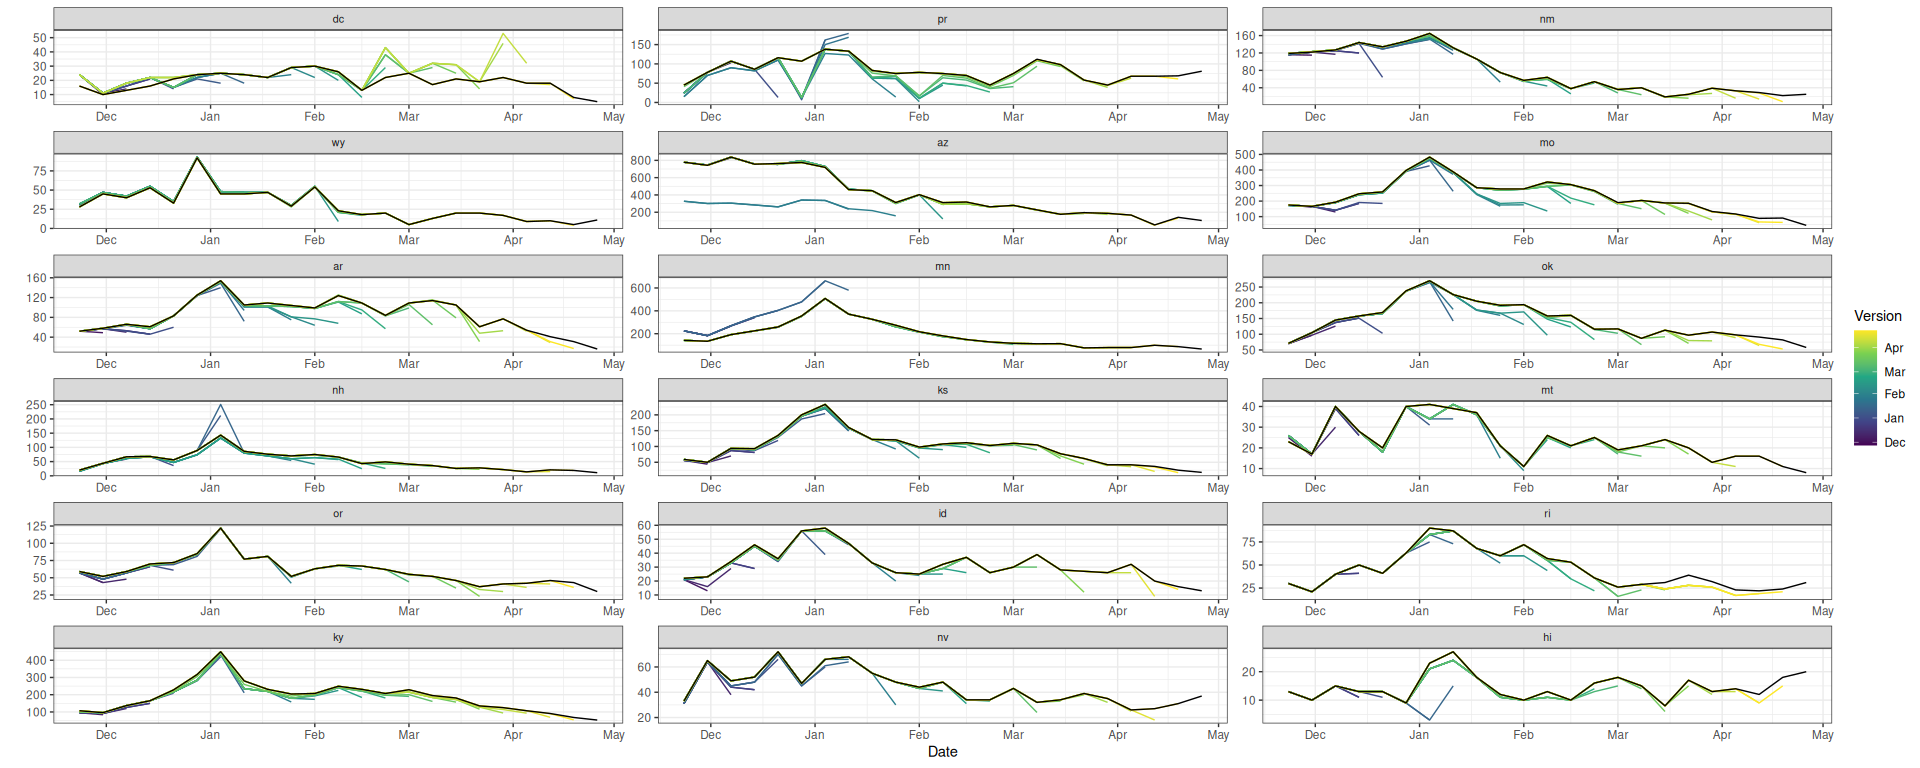 dc pr nm
50 40 30 20 10
150 100 50 0
160 120 80 40
Dec Jan Feb Mar Apr May Dec Jan Feb Mar Apr May Dec Jan Feb Mar Apr May
wy az mo
75 50 25 0
800 600 400 200
500 400 300 200 100
Dec Jan Feb Mar Apr May Dec Jan Feb Mar Apr May Dec Jan Feb Mar Apr May
ar mn ok
160 120 80 40
600 400 200
250 200 150 100 50
Dec Jan Feb Mar Apr May Dec Jan Feb Mar Apr May Dec Jan Feb Mar Apr May
nh ks mt
250 200 150 100 50 0
200 150 100 50
40 30 20 10
Dec Jan Feb Mar Apr May Dec Jan Feb Mar Apr May Dec Jan Feb Mar Apr May
or id ri
125 100 75 50 25
60 50 40 30 20 10
75 50 25
Dec Jan Feb Mar Apr May Dec Jan Feb Mar Apr May Dec Jan Feb Mar Apr May
ky nv hi
400 300 200 100
60 40 20
20 10
Dec Jan Feb Mar Apr May Dec Jan Feb Mar Apr May Dec Jan Feb Mar Apr May
Date
Version
Apr
Mar
Feb
Jan
Dec